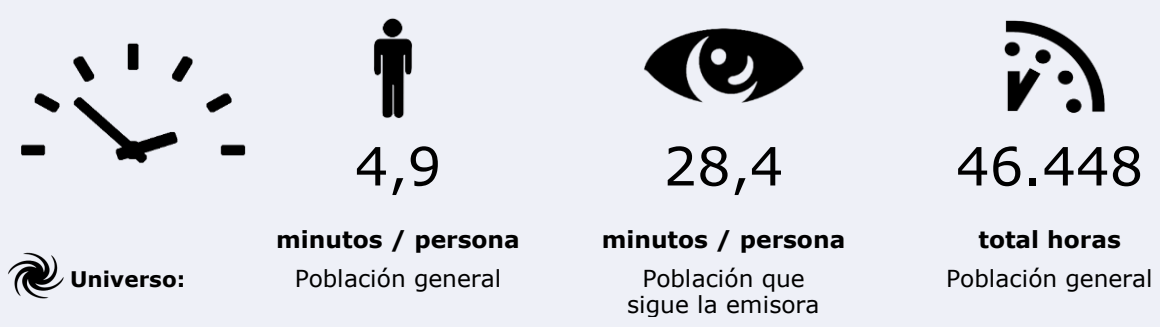 4,9
28,4
46.448
minutos / persona
minutos / persona
total horas
Universo:
Población general
Población que
sigue la emisora
Población general